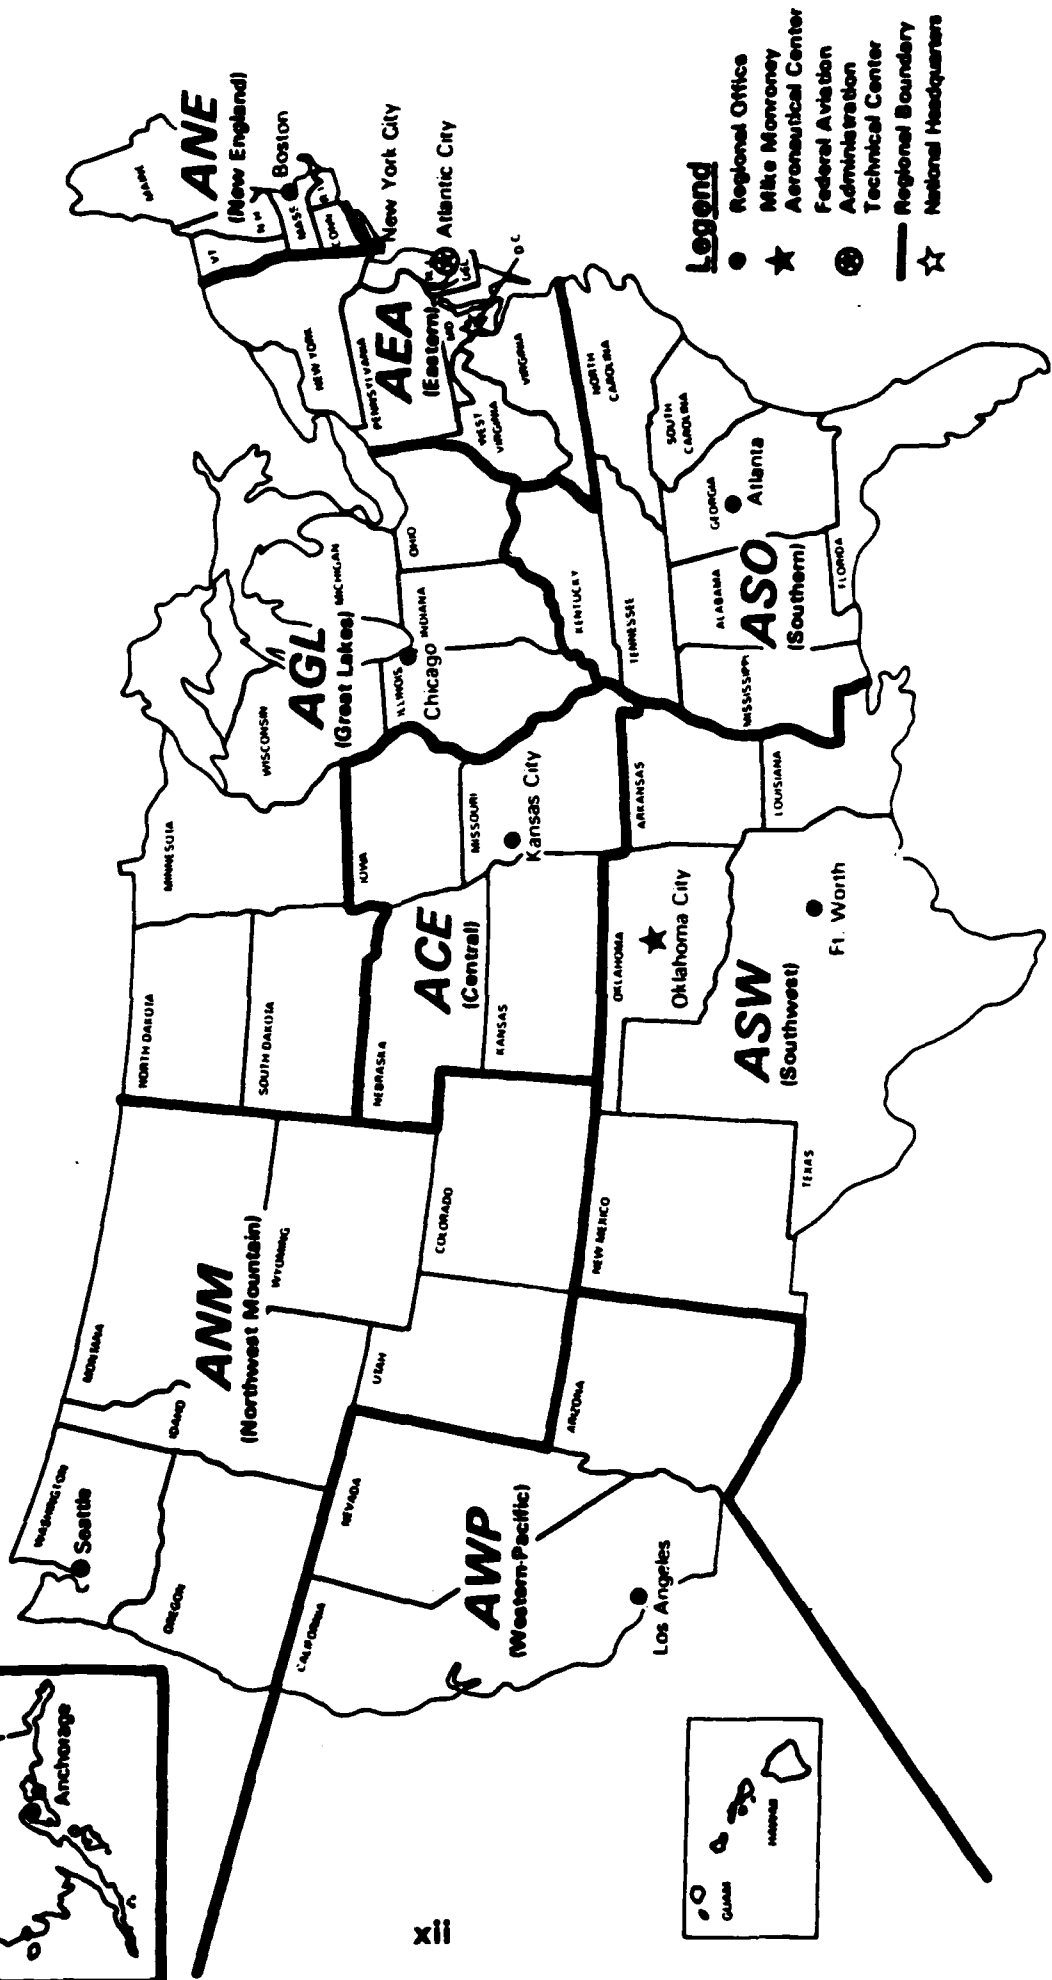 WASHINGTON
Seattle
OREGON
IDAHO
MONTANA
ANM
(Northwest Mountain)
WYOMING
NORTH DAKOTA
SOUTH DAKOTA
MINNESOTA
WISCONSIN
AGL
(Great Lakes)
MICHIGAN
ILLINOIS
Chicago
INDIANA
OHIO
MAINE
ANE
(New England)
VT
N H
MASS
Boston
CONN
R I
NEW YORK
New York City
PENNSYLVANIA
AEA
(Eastern)
Atlantic City
MD
D C
WEST
VIRGINIA
VIRGINIA
CALIFORNIA
NEVADA
UTAH
COLORADO
NEBRASKA
IOWA
ACE
(Central)
KANSAS
MISSOURI
Kansas City
KENTUCKY
TENNESSEE
NORTH
CAROLINA
SOUTH
CAROLINA
AWP
(Western-Pacific)
Los Angeles
ARIZONA
NEW MEXICO
OKLAHOMA
Oklahoma City
ARKANSAS
ASW
(Southwest)
TEXAS
Ft. Worth
LOUISIANA
MISSISSIPPI
ALABAMA
GEORGIA
Atlanta
ASO
(Southern)
FLORIDA
Anchorage
GUAM
HAWAII
Legend
Regional Office
Mike Monroney
Aeronautical Center
Federal Aviation
Administration
Technical Center
Regional Boundary
National Headquarters
xii